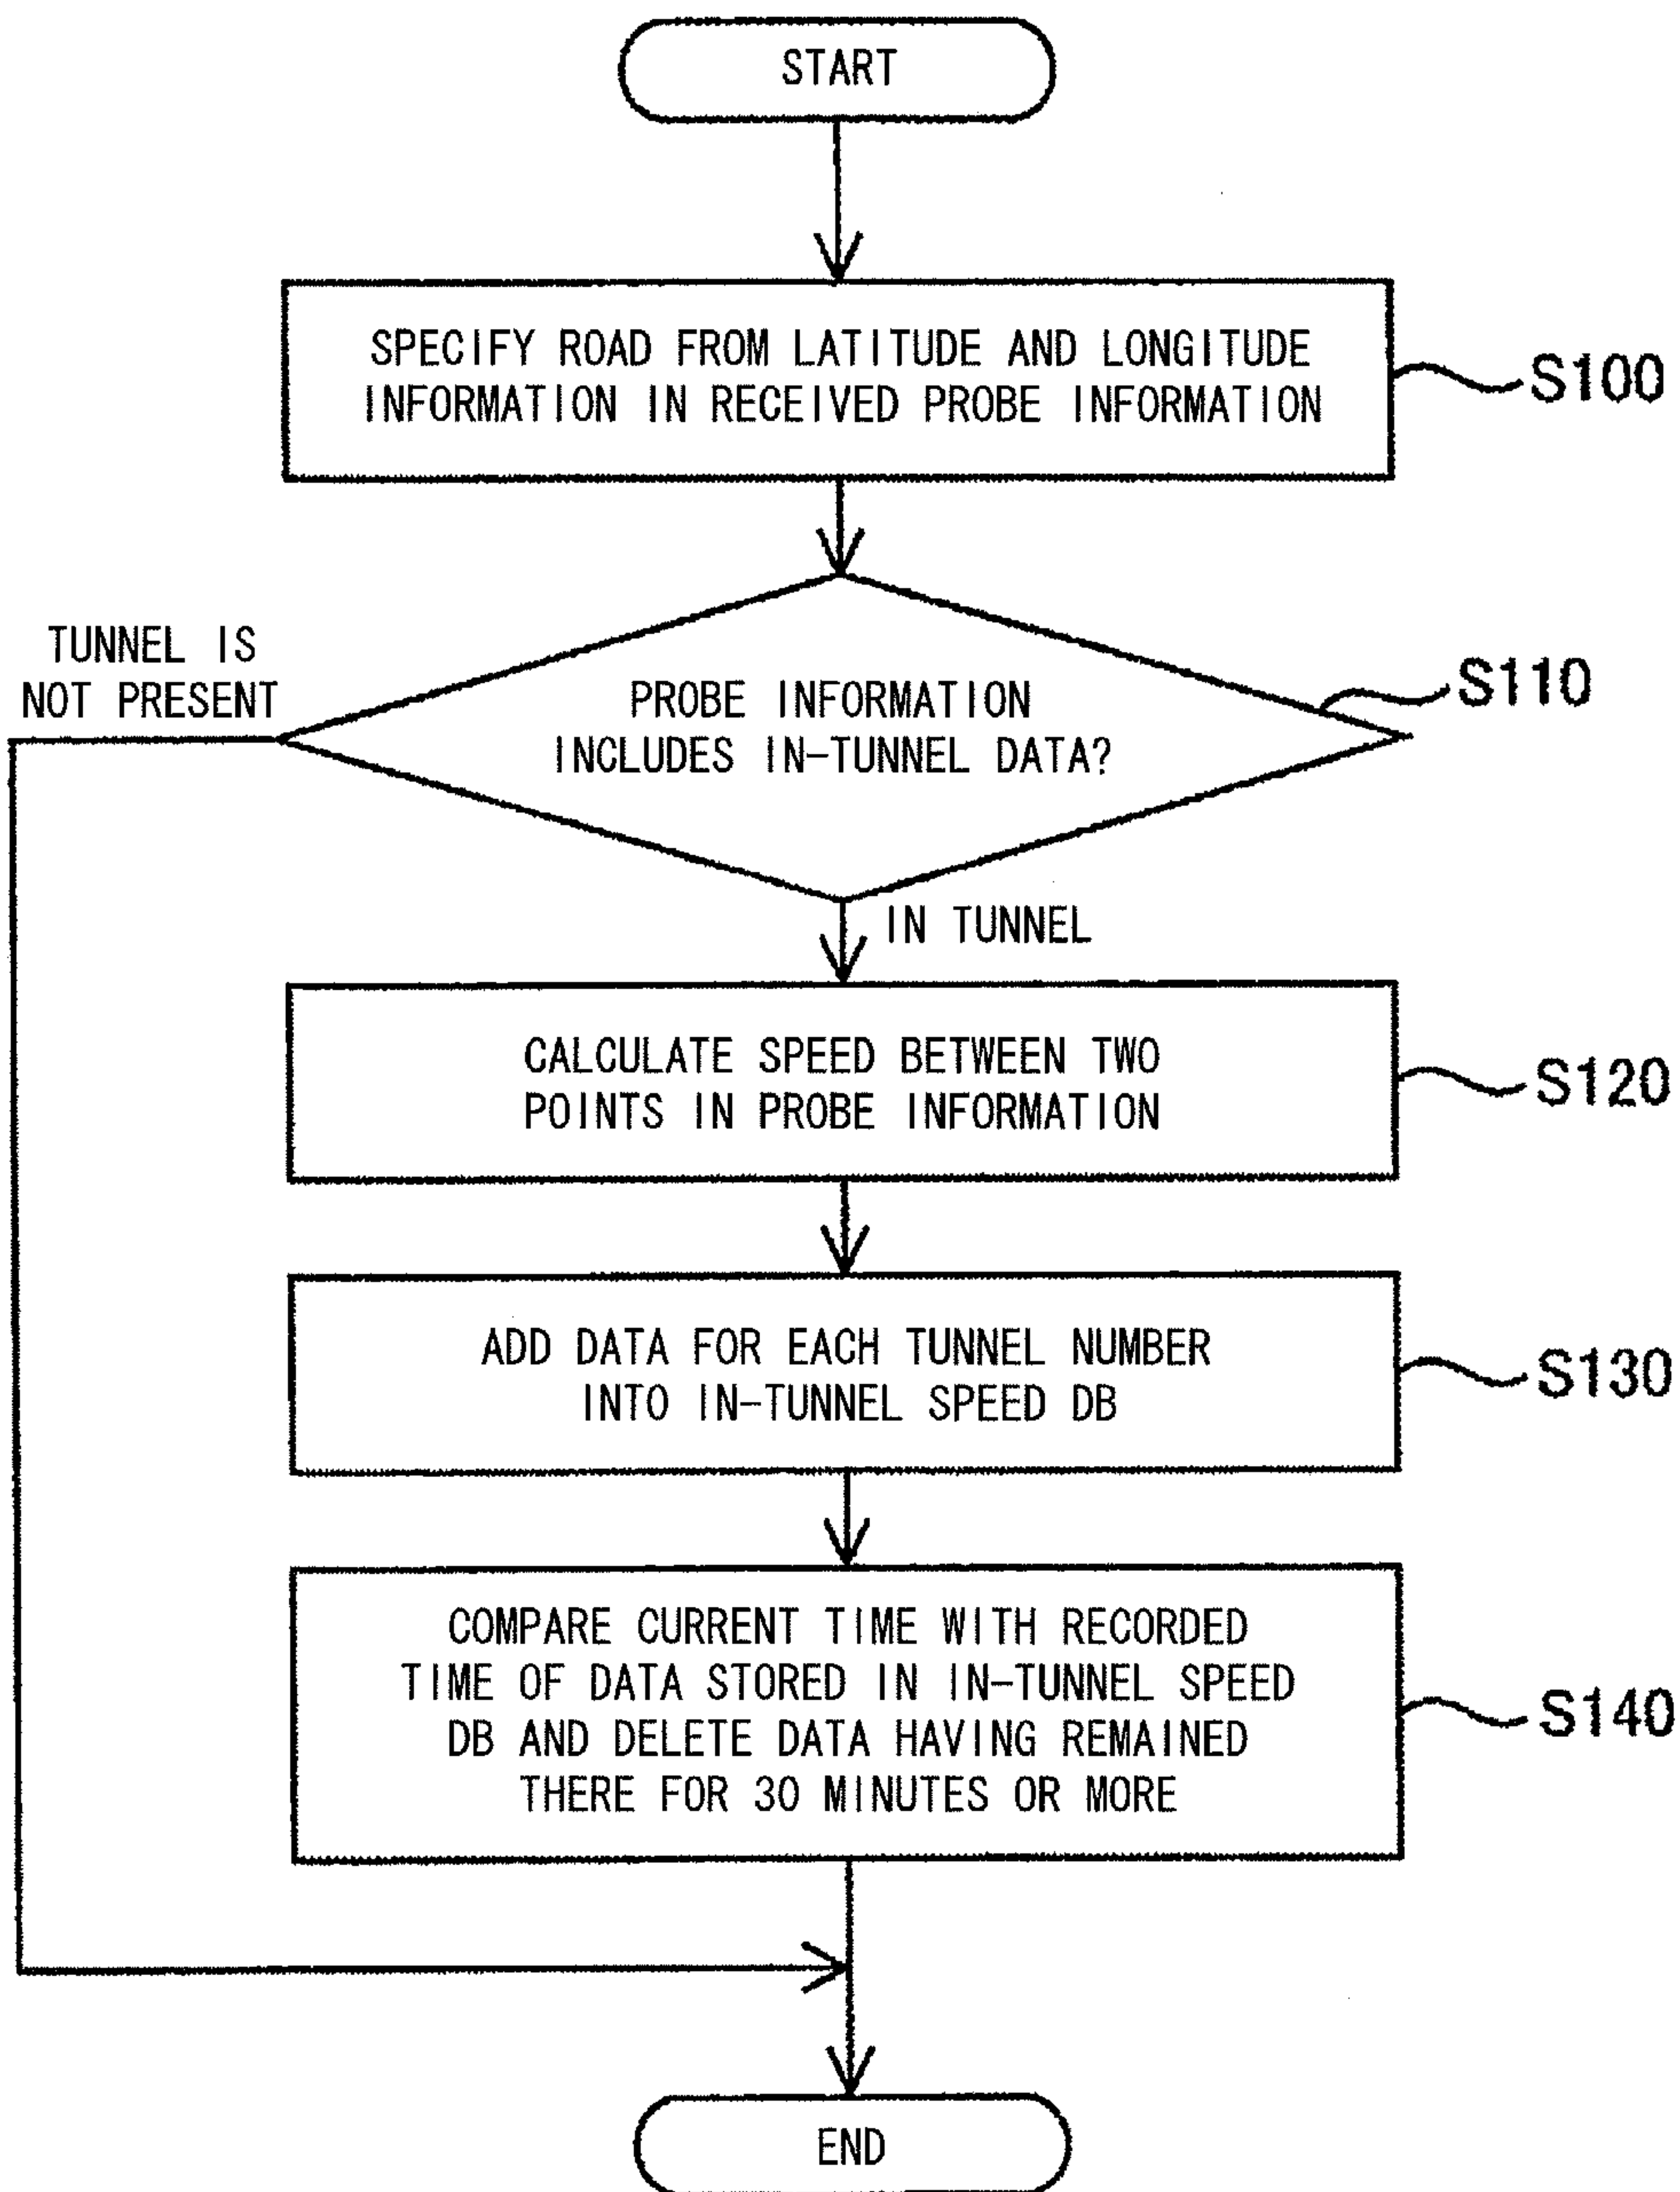 START
SPECIFY ROAD FROM LATITUDE AND LONGITUDE
INFORMATION IN RECEIVED PROBE INFORMATION
S100
TUNNEL IS
NOT PRESENT
PROBE INFORMATION
INCLUDES IN-TUNNEL DATA?
S110
IN TUNNEL
CALCULATE SPEED BETWEEN TWO
POINTS IN PROBE INFORMATION
S120
ADD DATA FOR EACH TUNNEL NUMBER
INTO IN-TUNNEL SPEED DB
S130
COMPARE CURRENT TIME WITH RECORDED
TIME OF DATA STORED IN IN-TUNNEL SPEED
DB AND DELETE DATA HAVING REMAINED
THERE FOR 30 MINUTES OR MORE
S140
END